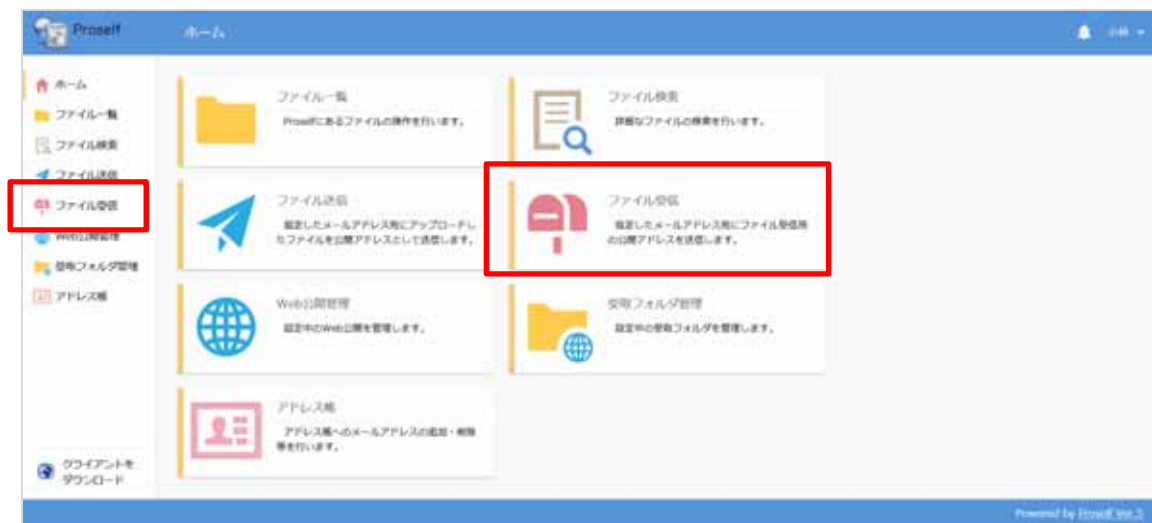 Proself
ホーム
ホーム
ファイル一覧
ファイル検索
ファイル送信
ファイル受信
Web公開管理
受取フォルダ管理
アドレス帳
クライアントを
ダウンロード
ファイル一覧
Proselfにあるファイルの操作を行います。
ファイル検索
詳細なファイルの検索を行います。
ファイル送信
指定したメールアドレス宛にアップロードし
たファイルを公開アドレスとして送信します。
ファイル受信
指定したメールアドレス宛にファイル受信用
の公開アドレスを送信します。
Web公開管理
設定中のWeb公開を管理します。
受取フォルダ管理
設定中の受取フォルダを管理します。
アドレス帳
アドレス帳へのメールアドレスの追加・削除
等を行います。
Powered by Proself Ver.5